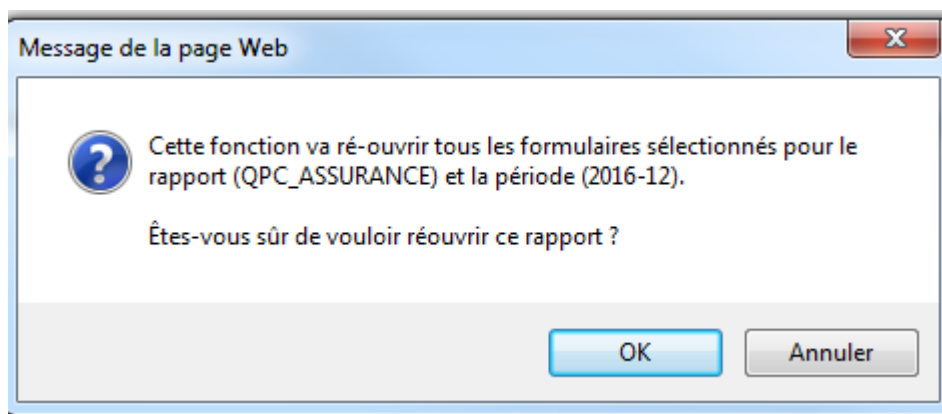 Message de la page Web
Cette fonction va ré-ouvrir tous les formulaires sélectionnés pour le
rapport (QPC_ASSURANCE) et la période (2016-12).
Êtes-vous sûr de vouloir réouvrir ce rapport ?
OK
Annuler